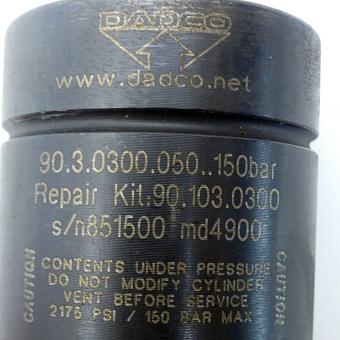 DADCO
www.dadco.net
90.3.0300.050..150bar
Repair Kit:90.103.0300
s/n851500 md4900
CAUTION
CONTENTS UNDER PRESSURE
DO NOT MODIFY CYLINDER
VENT BEFORE SERVICE
2175 PSI / 150 BAR MAX
CAUTION